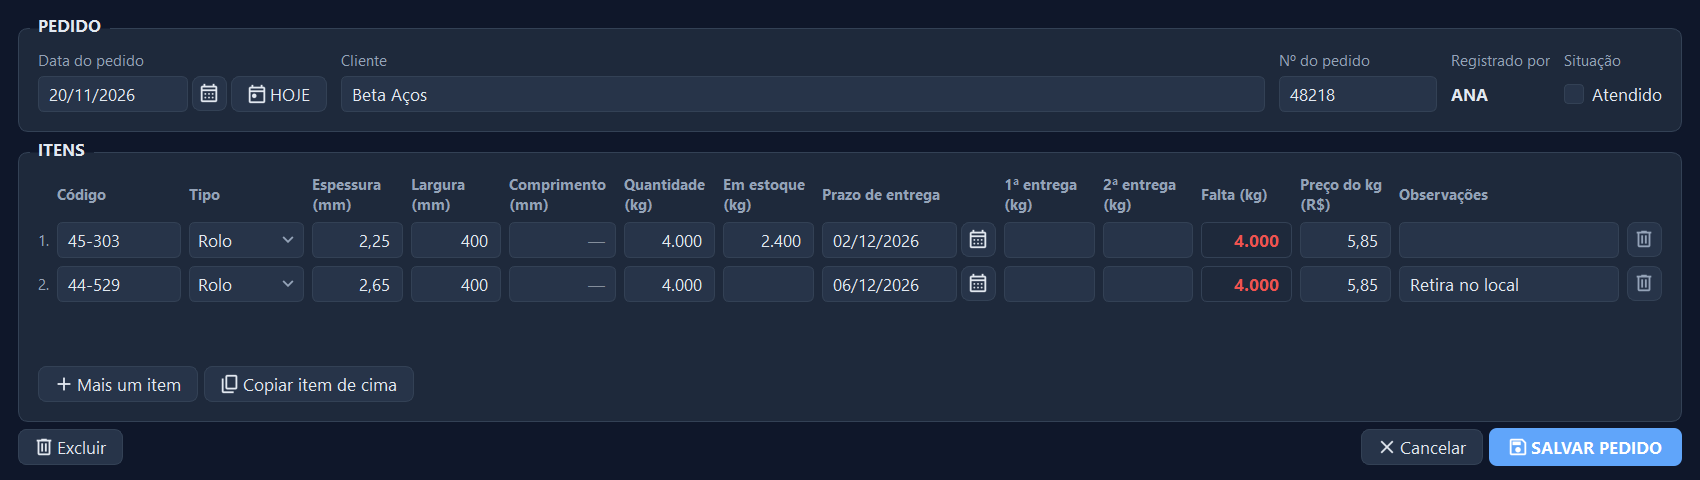 PEDIDO
Data do pedido Cliente Nº do pedido Registrado por Situação
20/11/2026 HOJE Beta Aços 48218 ANA Atendido
ITENS
Código Tipo Espessura (mm) Largura (mm) Comprimento (mm) Quantidade (kg) Em estoque (kg) Prazo de entrega 1ª entrega (kg) 2ª entrega (kg) Falta (kg) Preço do kg (R$) Observações
1. 45-303 Rolo 2,25 400 — 4.000 2.400 02/12/2026 4.000 5,85
2. 44-529 Rolo 2,65 400 — 4.000 06/12/2026 4.000 5,85 Retira no local
Mais um item Copiar item de cima
Excluir Cancelar SALVAR PEDIDO